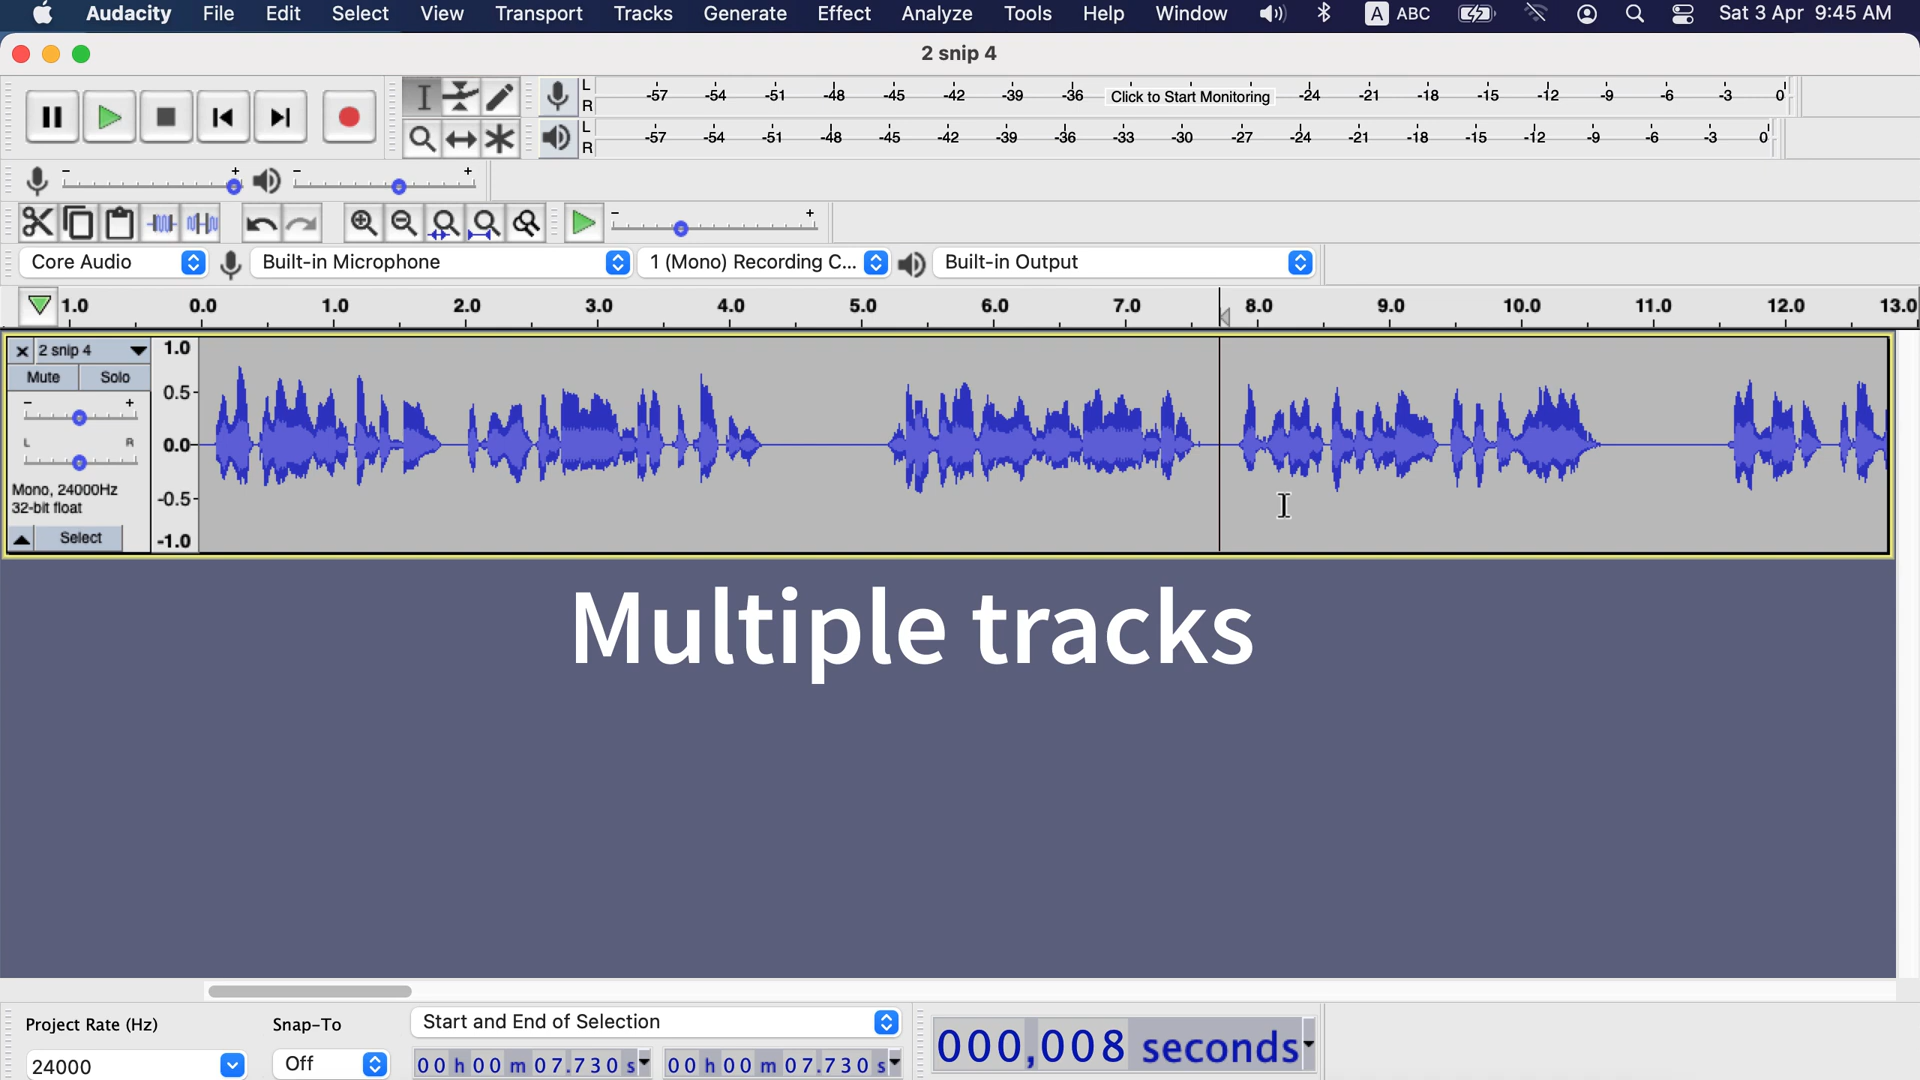 Audacity File Edit Select View Transport Tracks Generate Effect Analyze Tools Help Window A ABC Sat 3 Apr 9:45 AM
2 snip 4
L
R
-57 -54 -51 -48 -45 -42 -39 -36 Click to Start Monitoring -24 -21 -18 -15 -12 -9 -6 -3 0
L
R
-57 -54 -51 -48 -45 -42 -39 -36 -33 -30 -27 -24 -21 -18 -15 -12 -9 -6 -3 0
- + - +
- +
Core Audio Built-in Microphone 1 (Mono) Recording C... Built-in Output
1.0 0.0 1.0 2.0 3.0 4.0 5.0 6.0 7.0 8.0 9.0 10.0 11.0 12.0 13.0
2 snip 4
Mute Solo
- +
L R
Mono, 24000Hz
32-bit float
Select
1.0
0.5
0.0
-0.5
-1.0
Multiple tracks
Project Rate (Hz) Snap-To Start and End of Selection
24000 Off 00 h 00 m 07.730 s 00 h 00 m 07.730 s 000,008 seconds